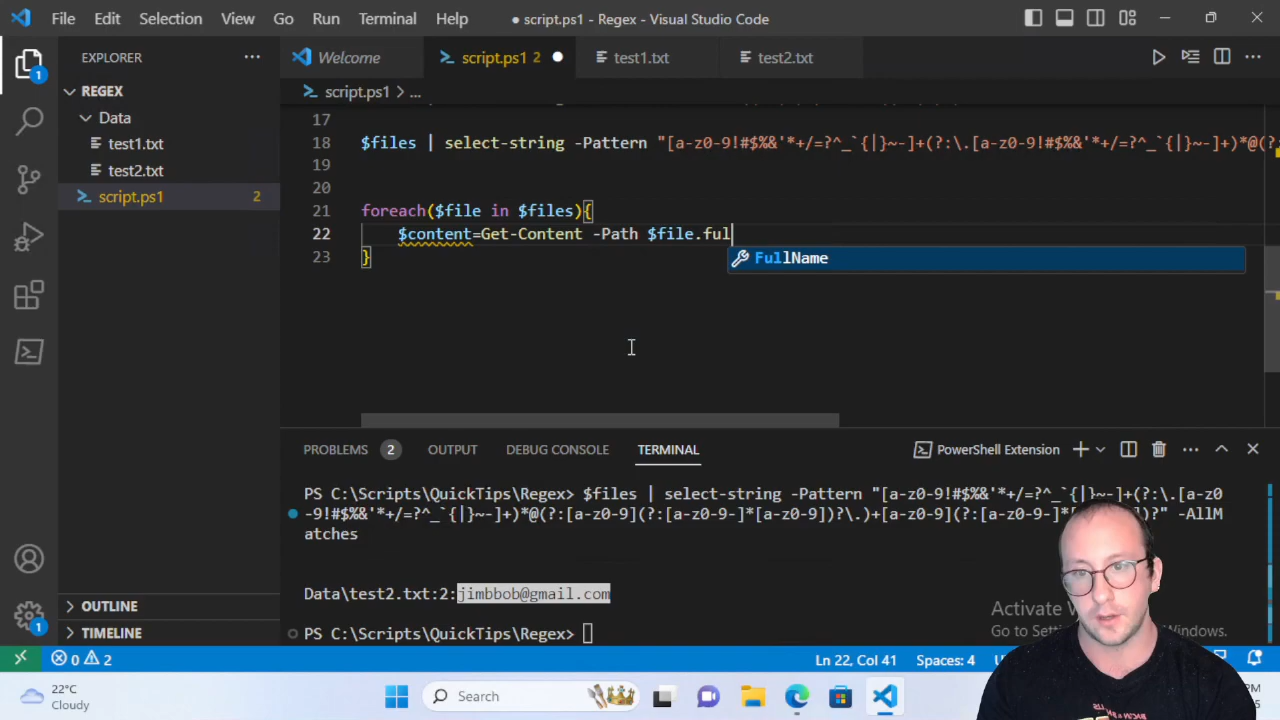 File Edit Selection View Go Run Terminal Help
● script.ps1 - Regex - Visual Studio Code
EXPLORER
REGEX
Data
test1.txt
test2.txt
script.ps1 2
OUTLINE
TIMELINE
1
1
Welcome
script.ps1 2
test1.txt
test2.txt
script.ps1 > ...
17
18 $files | select-string -Pattern "[a-z0-9!#$%&'*+/=?^_`{|}~-]+(?:\.[a-z0-9!#$%&'*+/=?^_`{|}~-]+)*@(?:
19
20
21 foreach($file in $files){
22 $content=Get-Content -Path $file.ful
FullName
23 }
PROBLEMS 2 OUTPUT DEBUG CONSOLE TERMINAL
PowerShell Extension
PS C:\Scripts\QuickTips\Regex> $files | select-string -Pattern "[a-z0-9!#$%&'*+/=?^_`{|}~-]+(?:\.[a-z0
-9!#$%&'*+/=?^_`{|}~-]+)*@(?:[a-z0-9](?:[a-z0-9-]*[a-z0-9])?\.)+[a-z0-9](?:[a-z0-9-]*[a-z )?" -AllM
atches
Data\test2.txt:2:jimbbob@gmail.com
PS C:\Scripts\QuickTips\Regex>
Activate
Go to Windows.
0 2
Ln 22, Col 41 Spaces: 4
22°C
Cloudy
Search